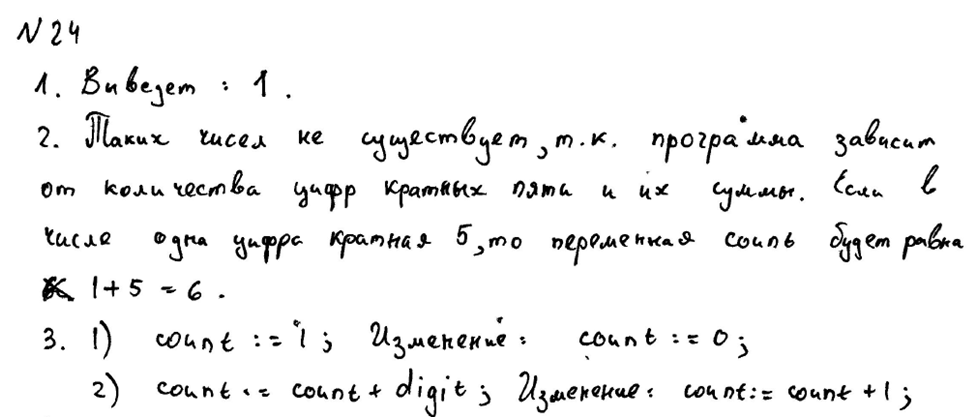 № 24
1. Выведет : 1 .
2. Таких чисел не существует, т.к. программа зависит
от количества цифр кратных пяти и их суммы. Если в
числе одна цифра кратная 5, то переменная count будет равна
1+5 = 6 .
3. 1) count := 1 ; Изменение : count := 0 ;
2) count := count + digit ; Изменение : count := count +1 ;